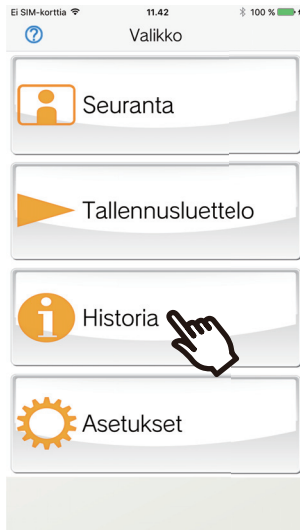 Ei SIM-korttia 11.42 100 %
Valikko
Seuranta
Tallennusluettelo
Historia
Asetukset